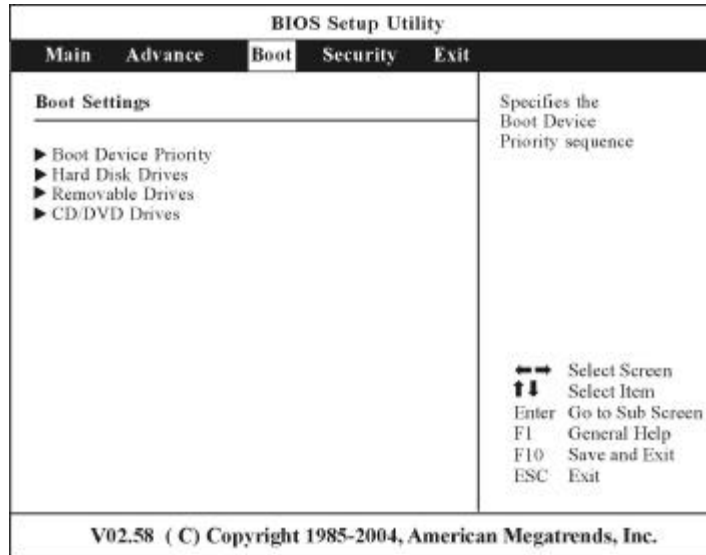 BIOS Setup Utility
Main Advance Boot Security Exit
Boot Settings
▶ Boot Device Priority
▶ Hard Disk Drives
▶ Removable Drives
▶ CD/DVD Drives
Specifies the
Boot Device
Priority sequence
←→ Select Screen
↑↓ Select Item
Enter Go to Sub Screen
F1 General Help
F10 Save and Exit
ESC Exit
V02.58 ( C) Copyright 1985-2004, American Megatrends, Inc.